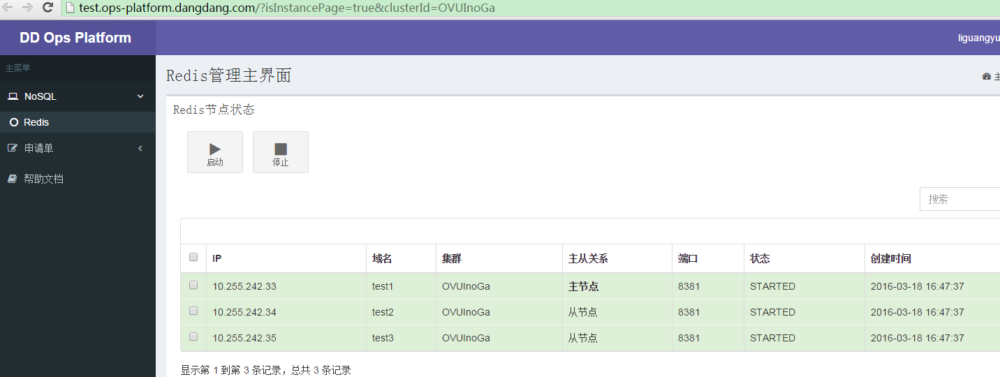 test.ops-platform.dangdang.com/?isInstancePage=true&clusterId=OVUInoGa
DD Ops Platform
liguangyu
主菜单
Redis管理主界面
主
NoSQL
Redis节点状态
Redis
启动
停止
申请单
帮助文档
搜索
IP 域名 集群 主从关系 端口 状态 创建时间
10.255.242.33 test1 OVUInoGa 主节点 8381 STARTED 2016-03-18 16:47:37
10.255.242.34 test2 OVUInoGa 从节点 8381 STARTED 2016-03-18 16:47:37
10.255.242.35 test3 OVUInoGa 从节点 8381 STARTED 2016-03-18 16:47:37
显示第 1 到第 3 条记录，总共 3 条记录